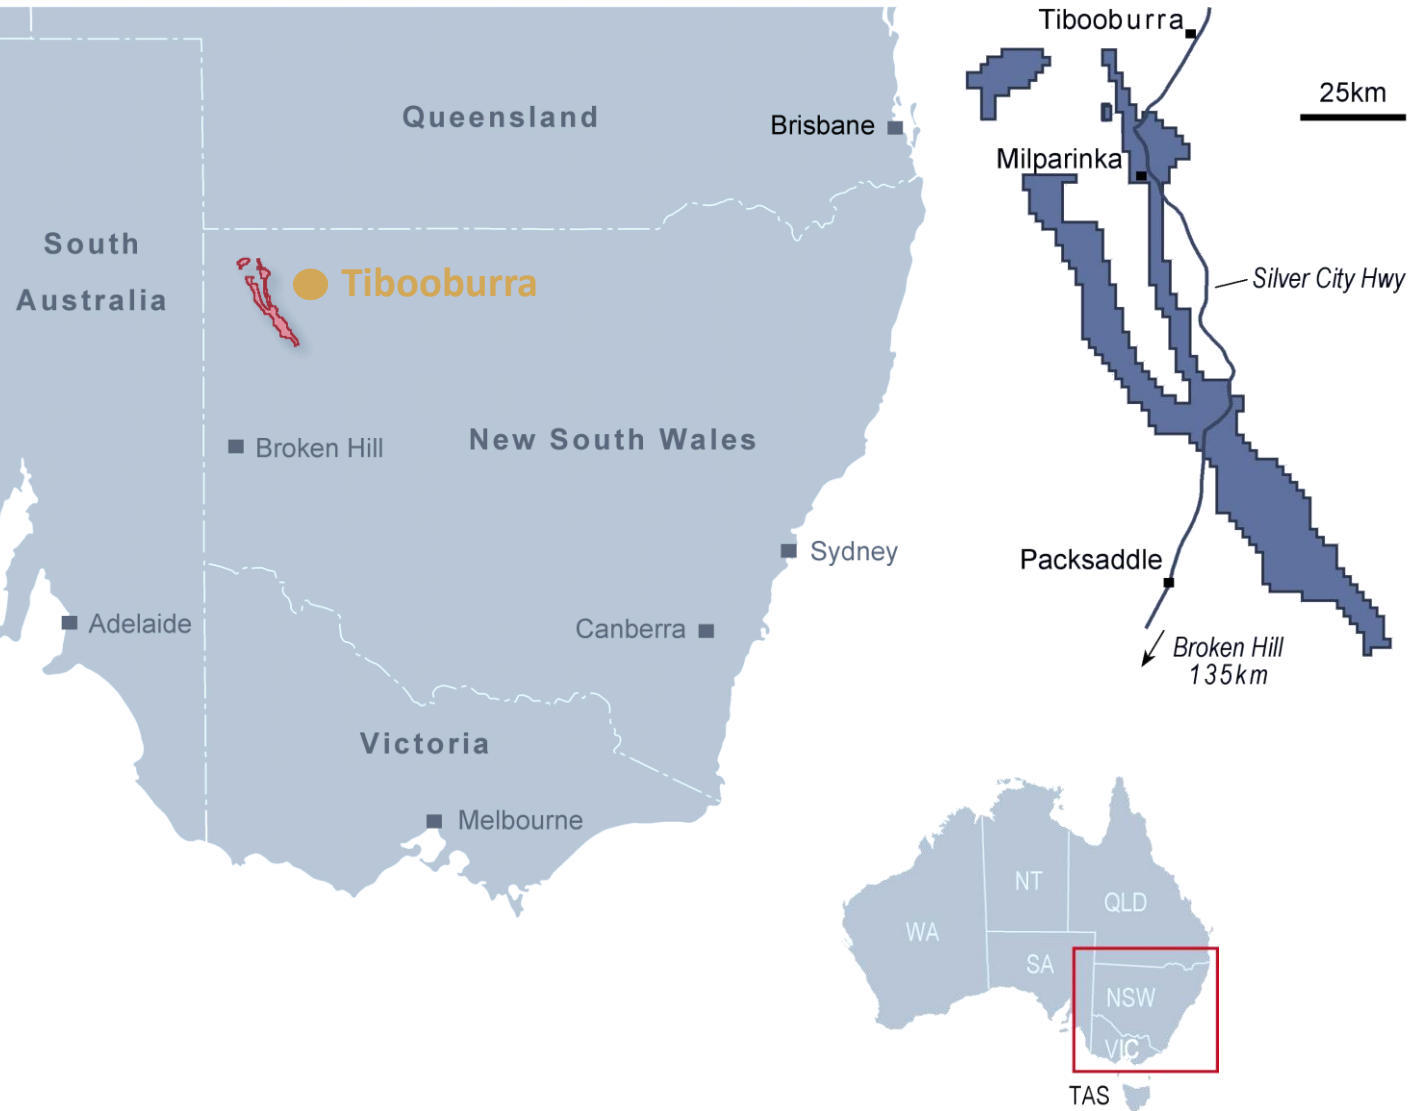 Queensland
Brisbane
South
Australia
Tibooburra
Broken Hill
New South Wales
Sydney
Adelaide
Canberra
Victoria
Melbourne
Tibooburra
25km
Milparinka
Silver City Hwy
Packsaddle
Broken Hill
135km
NT
QLD
WA
SA
NSW
VIC
TAS